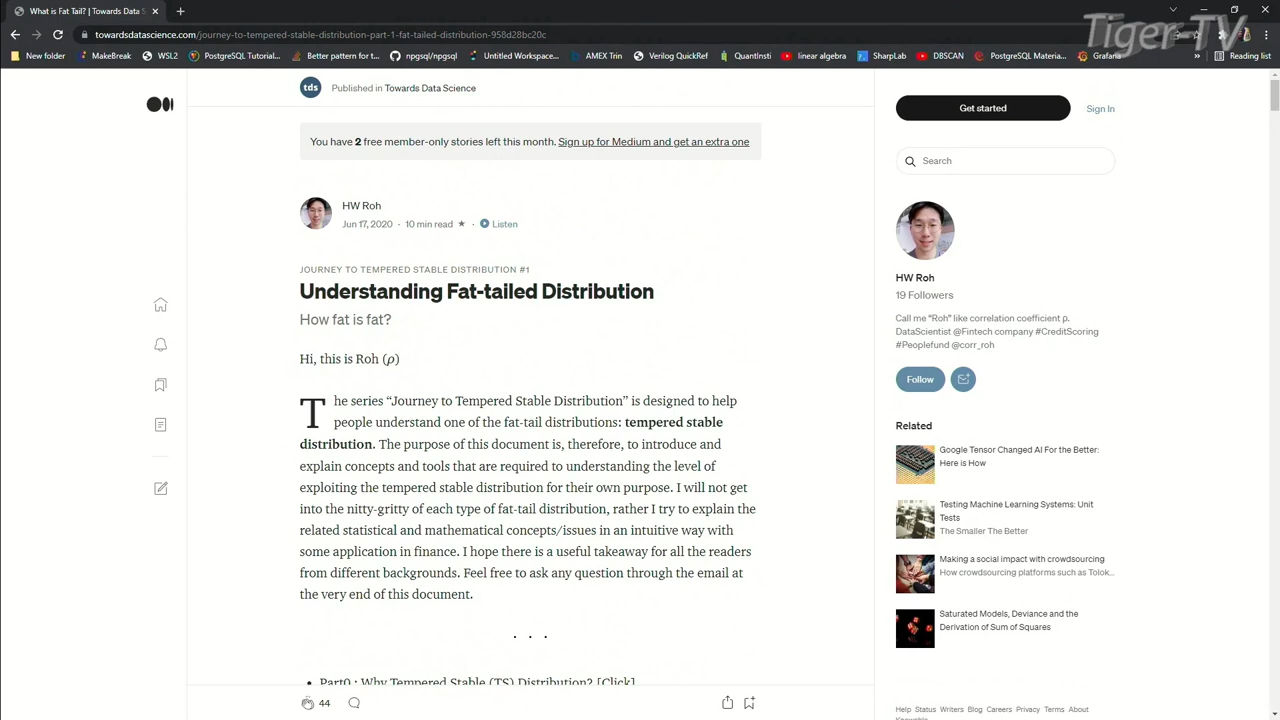 What is Fat Tail? | Towards Data S
Tiger TV
towardsdatascience.com/journey-to-tempered-stable-distribution-part-1-fat-tailed-distribution-958d28bc20c
New folder
WSL2
PostgreSQL Tutorial...
Options and Futures...
Docker
npgsql...
Using Entity Core...
AMEX Trin
Verifying QuickRef
QuantInsti
linear algebra
SharpLab
DBSCAN
PostgreSQL Materia...
Grafana
»
Reading list
tds
Published in Towards Data Science
Get started
Sign In
You have 2 free member-only stories left this month. Sign up for Medium and get an extra one
Search
HW Roh
Jun 17, 2020 · 10 min read ★ · Listen
JOURNEY TO TEMPERED STABLE DISTRIBUTION #1
Understanding Fat-tailed Distribution
How fat is fat?
Hi, this is Roh (ρ)
The series “Journey to Tempered Stable Distribution” is designed to help
people understand one of the fat-tail distributions: tempered stable
distribution. The purpose of this document is, therefore, to introduce and
explain concepts and tools that are required to understanding the level of
exploiting the tempered stable distribution for their own purpose. I will not get
over the totality of each type of fat-tail distribution rather I try to explain the
related statistical and mathematical concepts/issues in an intuitive way with
some application in finance. I hope there is a useful takeaway for all the readers
from different backgrounds. Feel free to ask any question through the email at
the very end of this document.
. . .
• Part0 : Why Tempered Stable (TS) Distribution? [Click]
44
HW Roh
19 Followers
Call me “Roh” like correlation coefficient ρ.
DataScientist @Fintech company #CreditScoring
#Peoplefund @corr_roh
Follow
Related
Google Tensor Changed AI For the Better:
Here is How
Testing Machine Learning Systems: Unit
Tests
The Smaller The Better
Making a social impact with crowdsourcing
How crowdsourcing platforms such as Tolok...
Saturated Models, Deviance and the
Derivation of Sum of Squares
Help Status Writers Blog Careers Privacy Terms About
Knowable